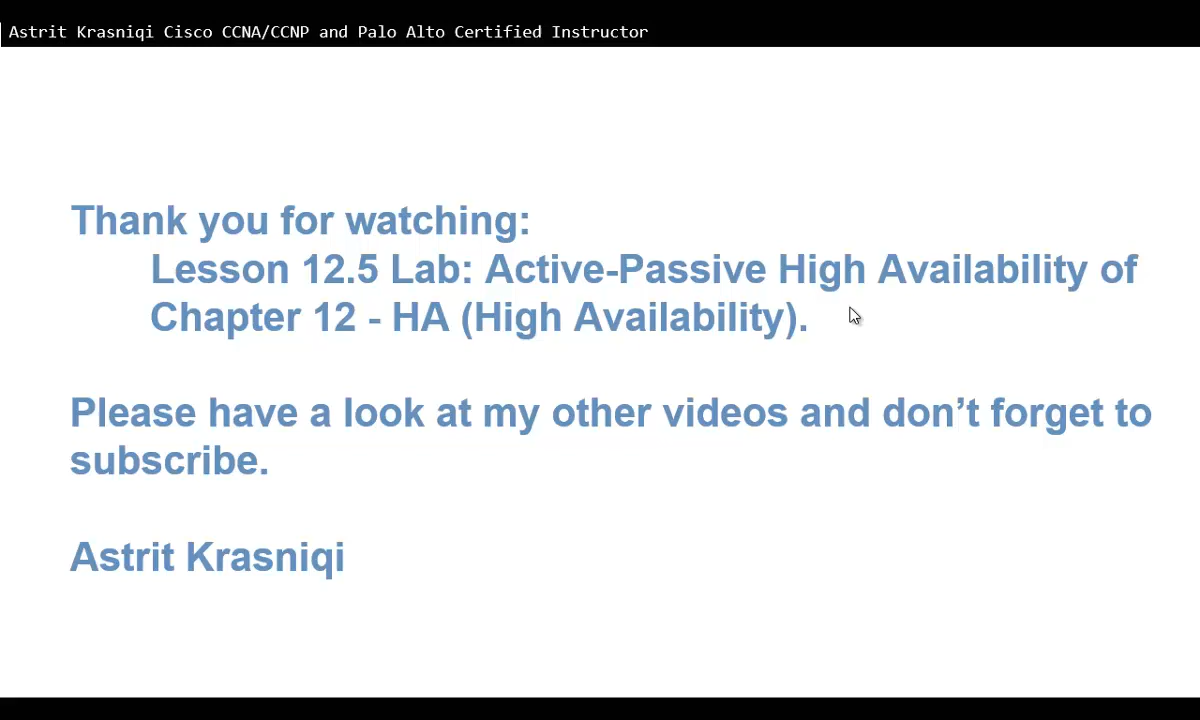 Astrit Krasniqi Cisco CCNA/CCNP and Palo Alto Certified Instructor
Thank you for watching:
Lesson 12.5 Lab: Active-Passive High Availability of
Chapter 12 - HA (High Availability).
Please have a look at my other videos and don’t forget to
subscribe.
Astrit Krasniqi